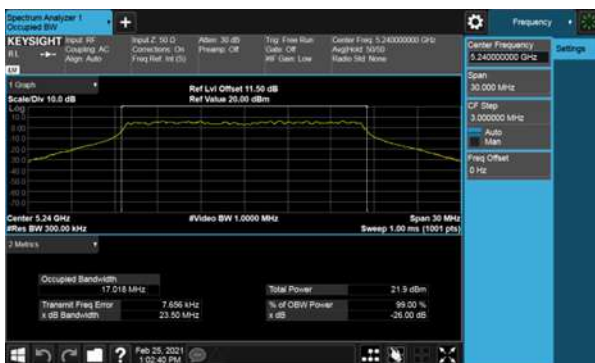 Spectrum Analyzer 1
Occupied BW
+
Frequency
KEYSIGHT
Input: RF
Coupling: AC
Align: Auto
Input Z: 50 Ω
Corrections: On
Freq Ref: Int (S)
Atten: 30 dB
Preamp: Off
Trig: Free Run
Gate: Off
#IF Gain: Low
Center Freq: 5.240000000 GHz
Avg|Hold: 50/50
Radio Std: None
Center Frequency
5.240000000 GHz
Settings
Span
30.000 MHz
CF Step
3.000000 MHz
Auto
Man
Freq Offset
0 Hz
1 Graph
Scale/Div 10.0 dB
Ref Lvl Offset 11.50 dB
Ref Value 20.00 dBm
Log
10.0
0.00
Center 5.24 GHz
#Res BW 300.00 kHz
#Video BW 1.0000 MHz
Span 30 MHz
Sweep 1.00 ms (1001 pts)
2 Metrics
Occupied Bandwidth
17.018 MHz
Total Power
21.9 dBm
Transmit Freq Error
7.656 kHz
% of OBW Power
99.00 %
x dB Bandwidth
23.50 MHz
x dB
-26.00 dB
?
Feb 25, 2021
1:02:40 PM